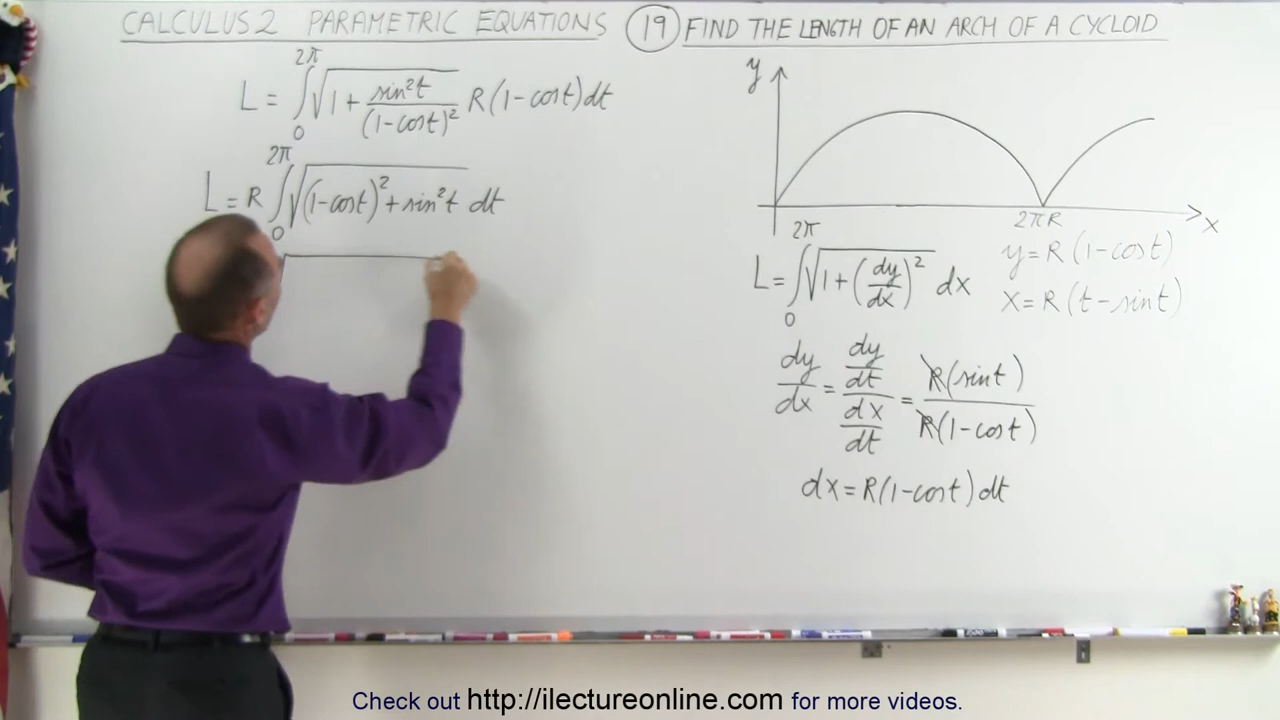 CALCULUS 2 PARAMETRIC EQUATIONS (19) FIND THE LENGTH OF AN ARCH OF A CYCLOID
L = ∫₀^2π √(1 + sin²t/(1-cost)²) R(1-cost)dt
L = R ∫₀^2π √((1-cost)² + sin²t) dt
y
x
2πR
y = R(1-cost)
x = R(t-sint)
L = ∫₀^2π √(1 + (dy/dx)²) dx
dy/dx = (dy/dt)/(dx/dt) = R(sint)/R(1-cost)
dx = R(1-cost)dt
Check out http://ilectureonline.com for more videos.